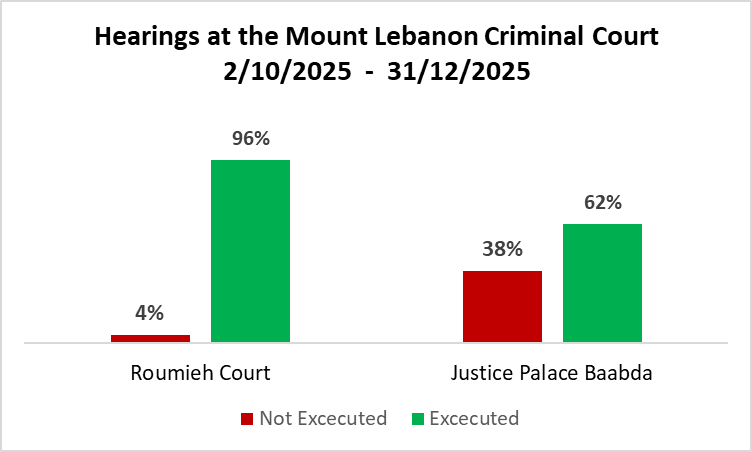 Hearings at the Mount Lebanon Criminal Court
2/10/2025 - 31/12/2025
96%
4%
62%
38%
Roumieh Court
Justice Palace Baabda
Not Excecuted
Excecuted